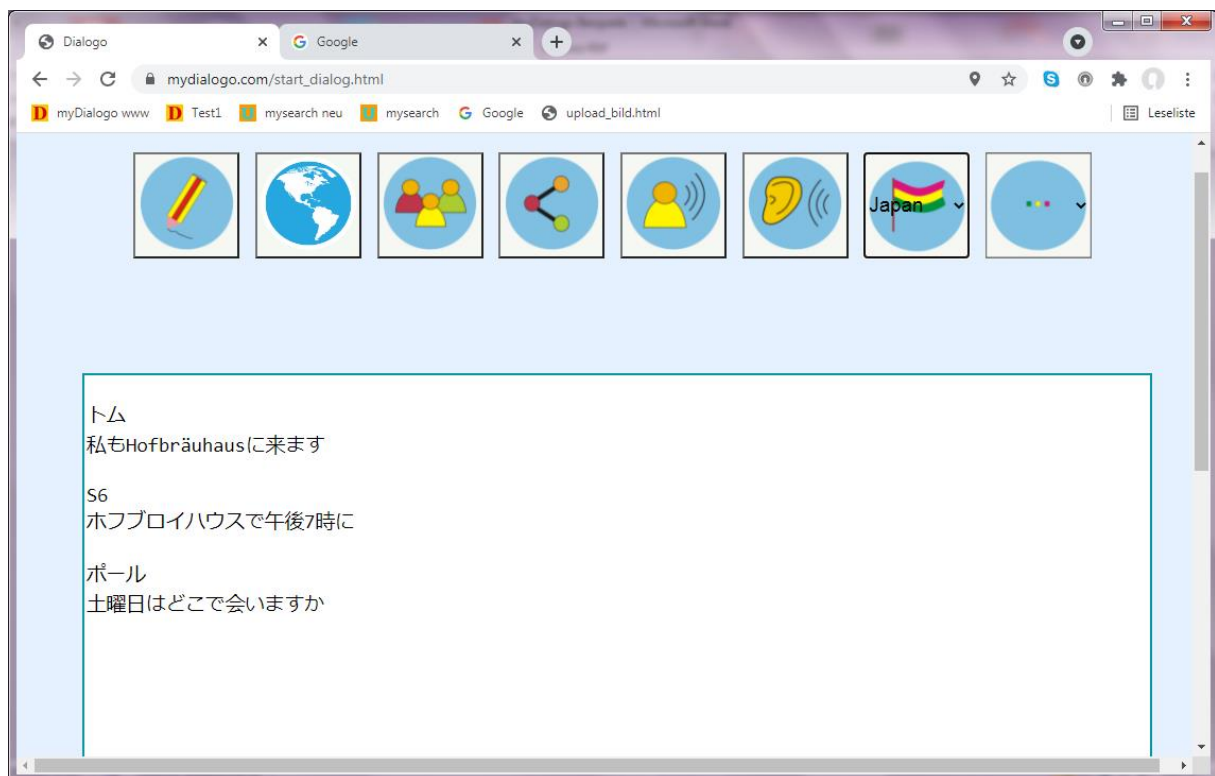 Dialogo
Google
mydialogo.com/start_dialog.html
D myDialogo www D Test1 mysearch neu mysearch G Google upload_bild.html Leseliste
Japan
トム
私もHofbräuhausに来ます
S6
ホフブロイハウスで午後7時に
ポール
土曜日はどこで会いますか